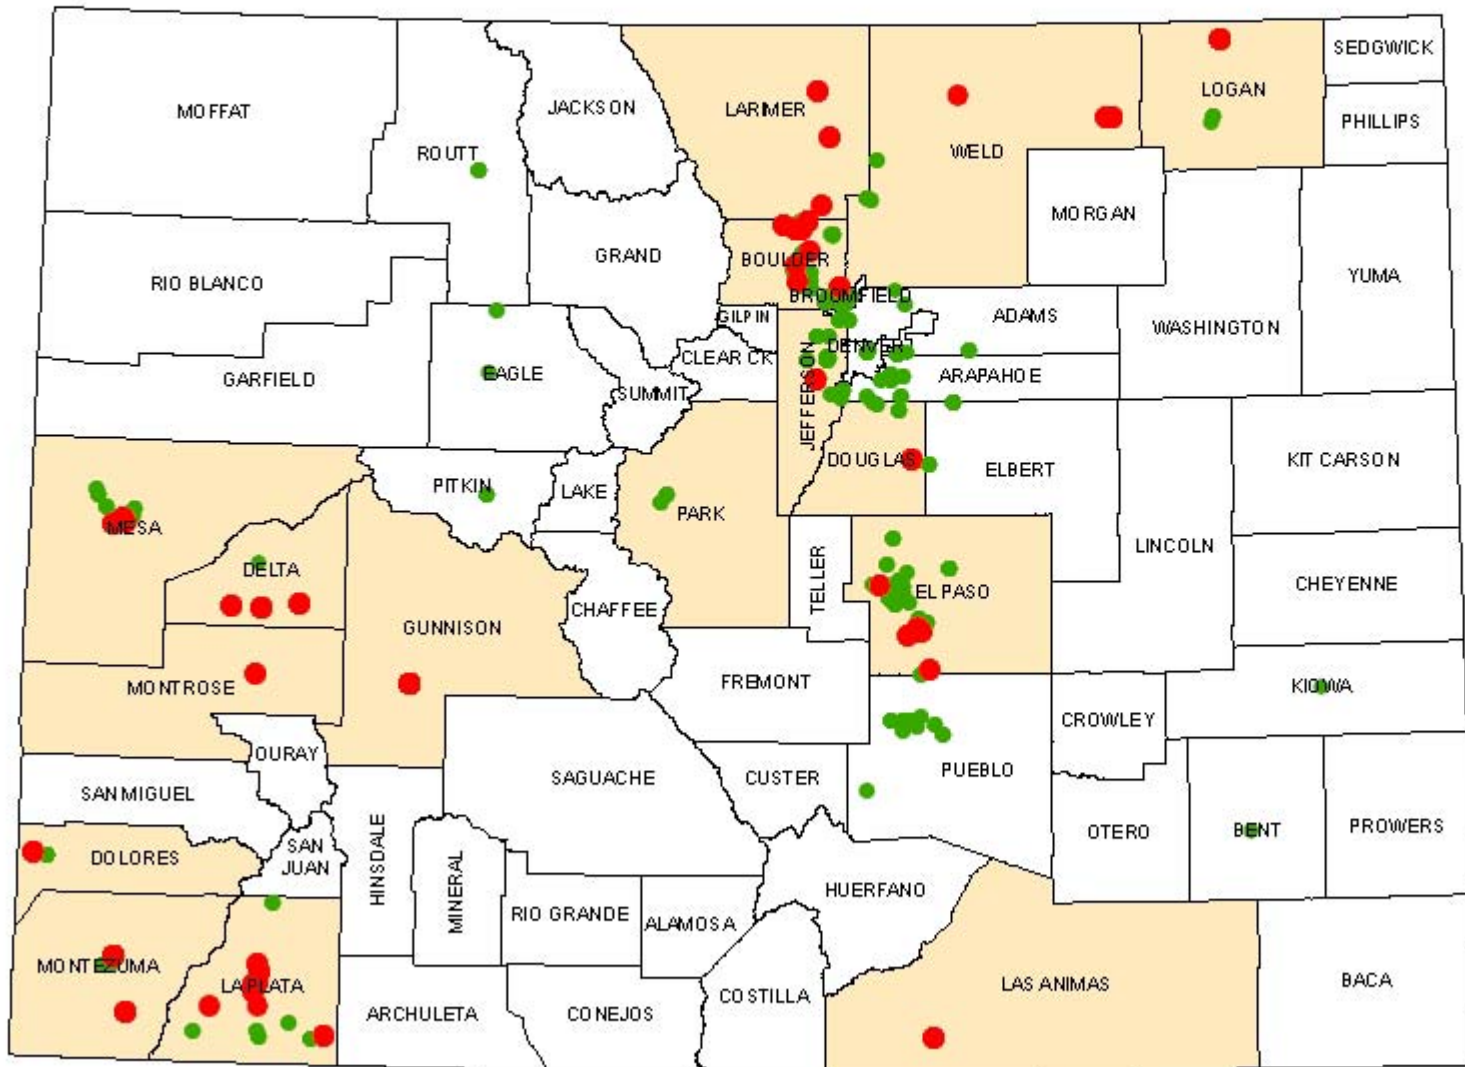 SEDGWICK
LOGAN
MOFFAT
JACKSON
LARIMER
PHILLIPS
ROUTT
WELD
MORGAN
GRAND
BOULDER
RIO BLANCO
YUMA
BROOMFIELD
GILPIN
ADAMS
WASHINGTON
DENVER
CLEAR CK
GARFIELD
EAGLE
ARAPAHOE
SUMMIT
JEFFERSON
DOUGLAS
ELBERT
KIT CARSON
PITKIN
LAKE
PARK
MESA
LINCOLN
DELTA
CHEYENNE
TELLER
EL PASO
CHAFFEE
GUNNISON
MONTROSE
FREMONT
KIOWA
CROWLEY
OURAY
SAGUACHE
CUSTER
PUEBLO
SAN MIGUEL
OTERO
BENT
PROWERS
DOLORES
SAN
JUAN
HINSDALE
MINERAL
HUERFANO
RIO GRANDE
ALAMOSA
MONTEZUMA
LA PLATA
LAS ANIMAS
BACA
COSTILLA
ARCHULETA
CONEJOS